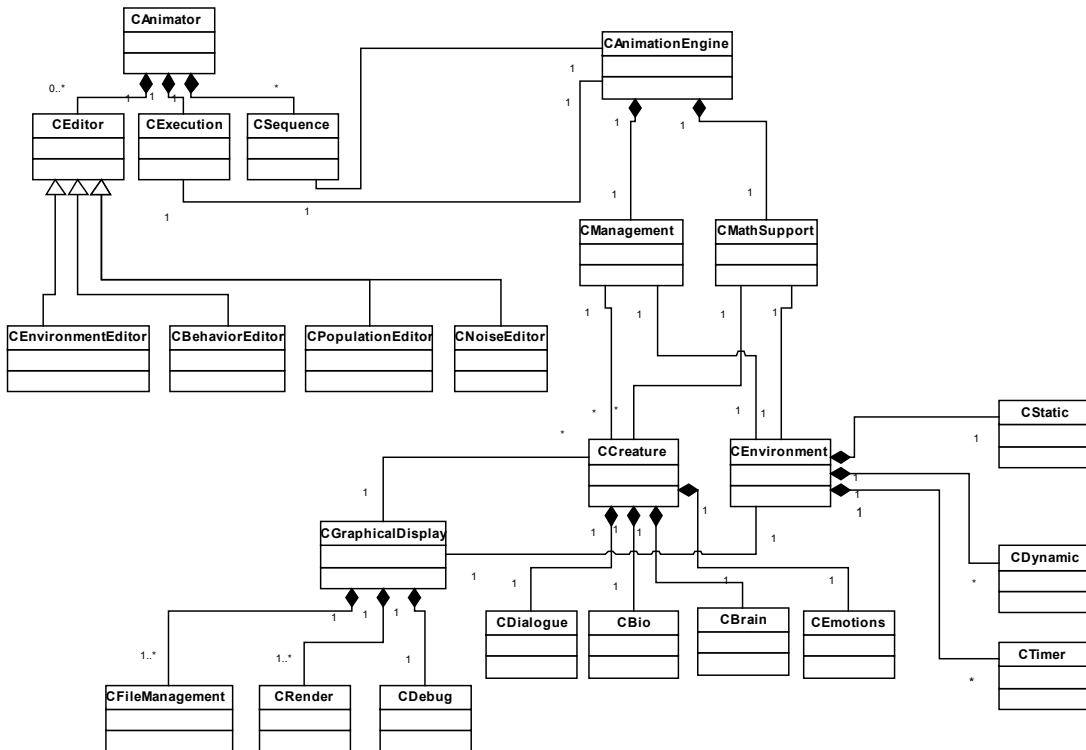 CAnimator
CAnimationEngine
1
0..*
1
1
1
*
1
CEditor
CExecution
CSequence
1
1
1
1
1
1
CManagement
CMathSupport
1
1
1
1
CEnvironmentEditor
CBehaviorEditor
CPopulationEditor
CNoiseEditor
*
*
1
1
CStatic
*
1
CCreature
CEnvironment
1
1
1
1
1
CGraphicalDisplay
1
1
1
1
1
CDynamic
1
1
1
1
1
*
1
1
1
CDialogue
CBio
CBrain
CEmotions
CTimer
1..*
1..*
1
*
CFileManagement
CRender
CDebug